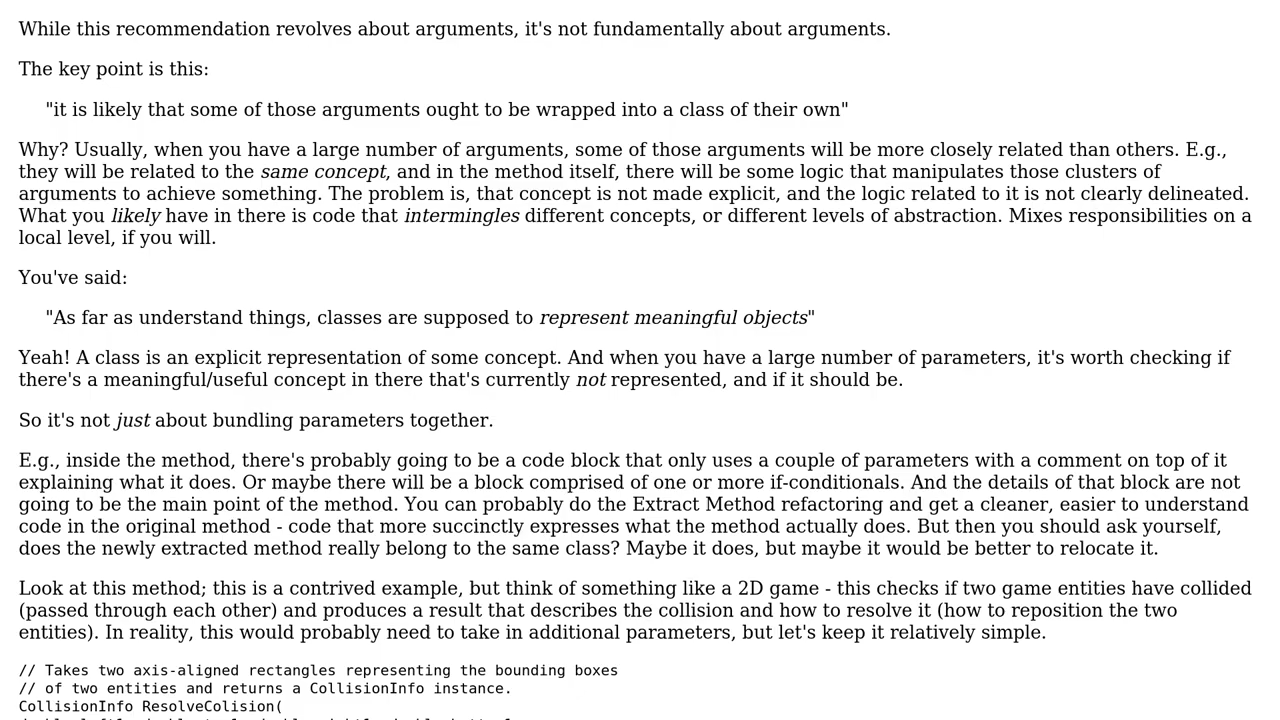 While this recommendation revolves about arguments, it's not fundamentally about arguments.
The key point is this:
"it is likely that some of those arguments ought to be wrapped into a class of their own"
Why? Usually, when you have a large number of arguments, some of those arguments will be more closely related than others. E.g.,
they will be related to the same concept, and in the method itself, there will be some logic that manipulates those clusters of
arguments to achieve something. The problem is, that concept is not made explicit, and the logic related to it is not clearly delineated.
What you likely have in there is code that intermingles different concepts, or different levels of abstraction. Mixes responsibilities on a
local level, if you will.
You've said:
"As far as understand things, classes are supposed to represent meaningful objects"
Yeah! A class is an explicit representation of some concept. And when you have a large number of parameters, it's worth checking if
there's a meaningful/useful concept in there that's currently not represented, and if it should be.
So it's not just about bundling parameters together.
E.g., inside the method, there's probably going to be a code block that only uses a couple of parameters with a comment on top of it
explaining what it does. Or maybe there will be a block comprised of one or more if-conditionals. And the details of that block are not
going to be the main point of the method. You can probably do the Extract Method refactoring and get a cleaner, easier to understand
code in the original method - code that more succinctly expresses what the method actually does. But then you should ask yourself,
does the newly extracted method really belong to the same class? Maybe it does, but maybe it would be better to relocate it.
Look at this method; this is a contrived example, but think of something like a 2D game - this checks if two game entities have collided
(passed through each other) and produces a result that describes the collision and how to resolve it (how to reposition the two
entities). In reality, this would probably need to take in additional parameters, but let's keep it relatively simple.
// Takes two axis-aligned rectangles representing the bounding boxes
// of two entities and returns a CollisionInfo instance.
CollisionInfo ResolveColision(